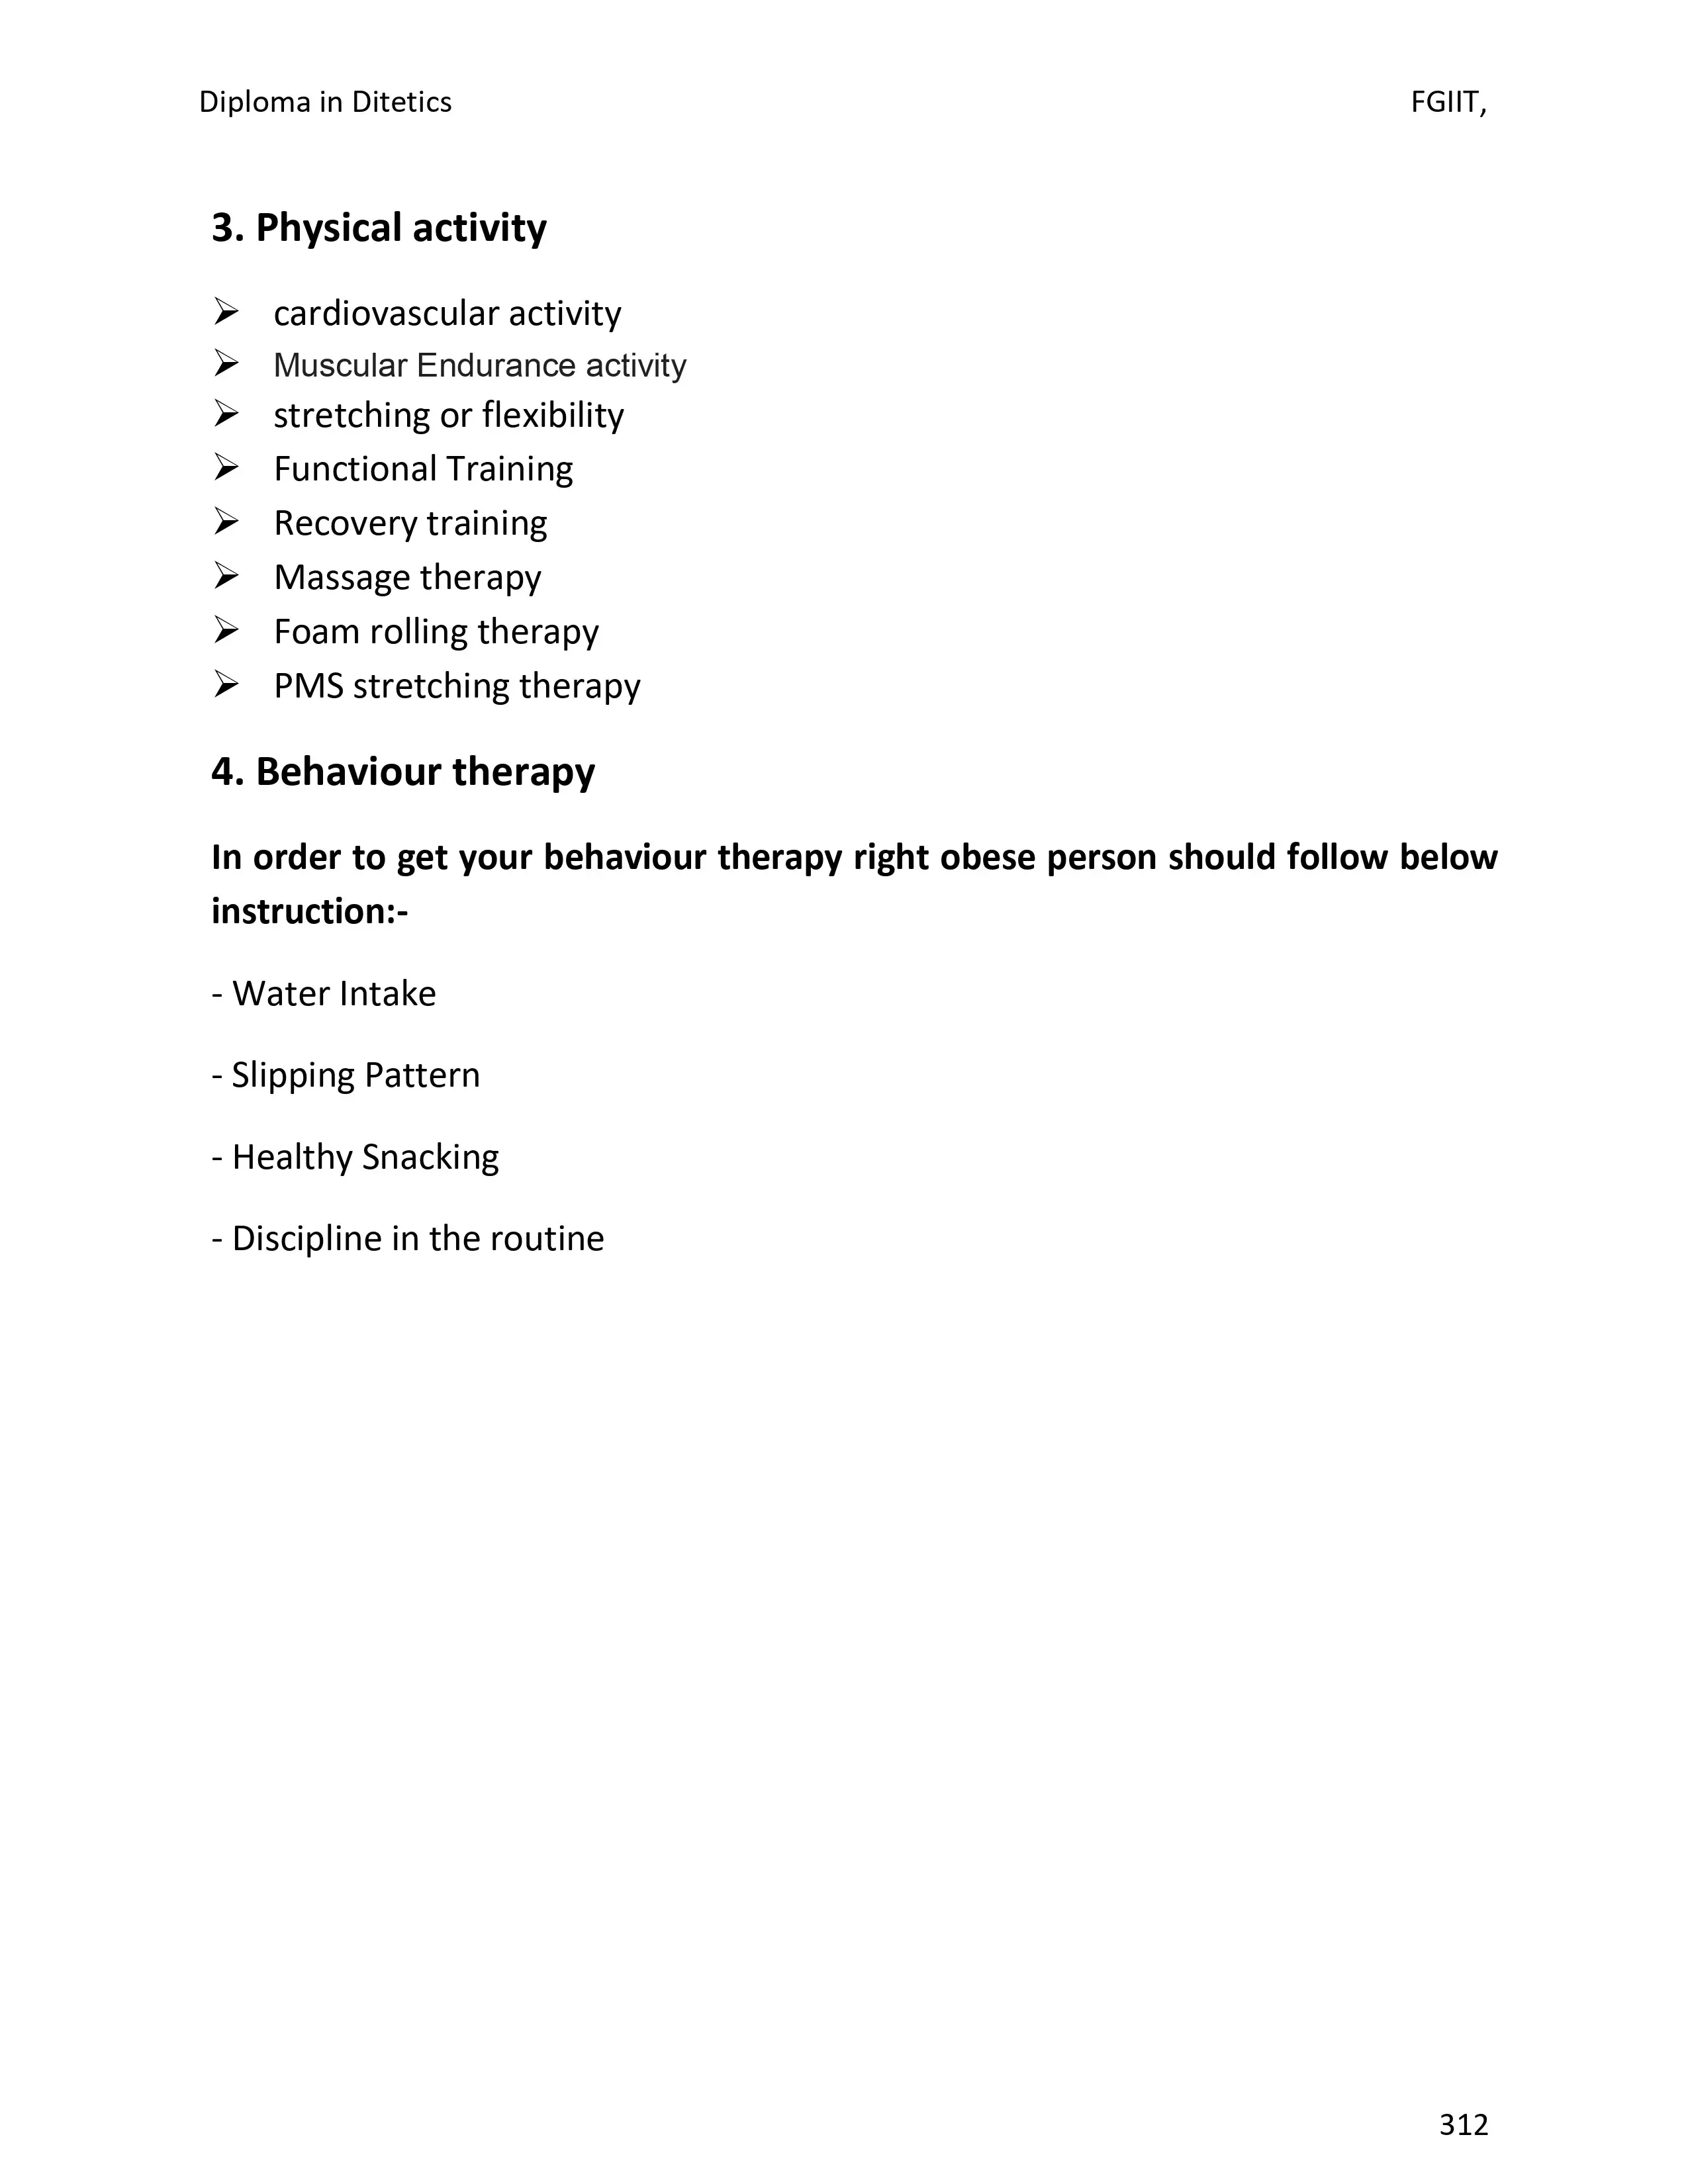 Diploma in Ditetics FGIIT,
3. Physical activity
➢ cardiovascular activity
➢ Muscular Endurance activity
➢ stretching or flexibility
➢ Functional Training
➢ Recovery training
➢ Massage therapy
➢ Foam rolling therapy
➢ PMS stretching therapy
4. Behaviour therapy
In order to get your behaviour therapy right obese person should follow below
instruction:-
- Water Intake
- Slipping Pattern
- Healthy Snacking
- Discipline in the routine
312